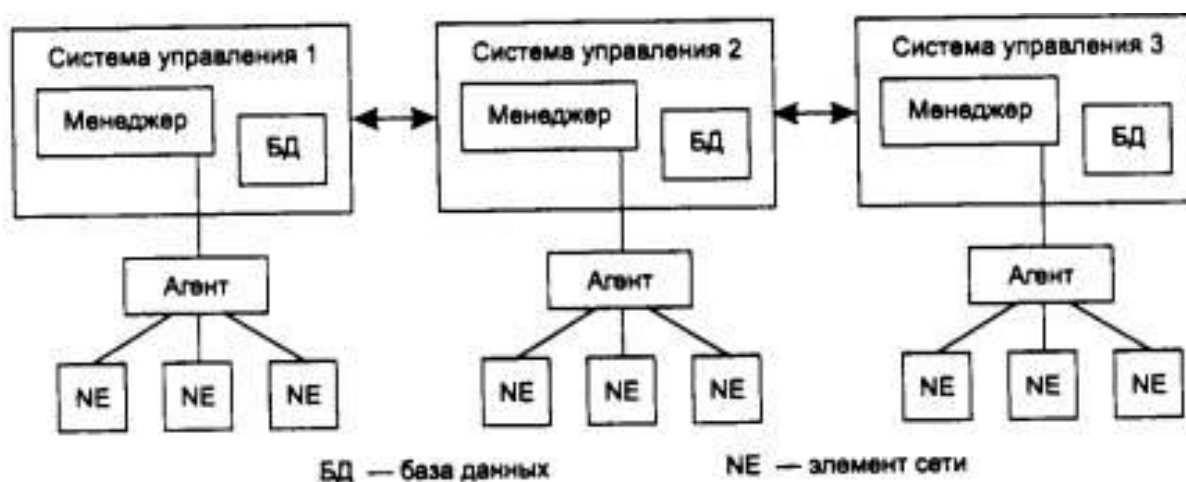 Система управления 1
Система управления 2
Система управления 3
Менеджер
БД
Менеджер
БД
Менеджер
БД
Агент
Агент
Агент
NE
NE
NE
NE
NE
NE
NE
NE
NE
БД — база данных
NE — элемент сети